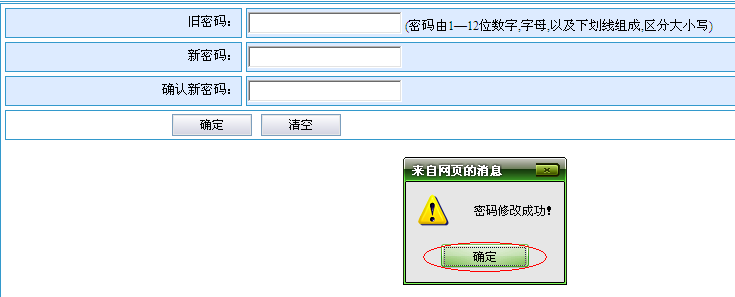 旧密码：
(密码由1—12位数字,字母,以及下划线组成,区分大小写)
新密码：
确认新密码：
确定 清空
来自网页的消息
密码修改成功!
确定